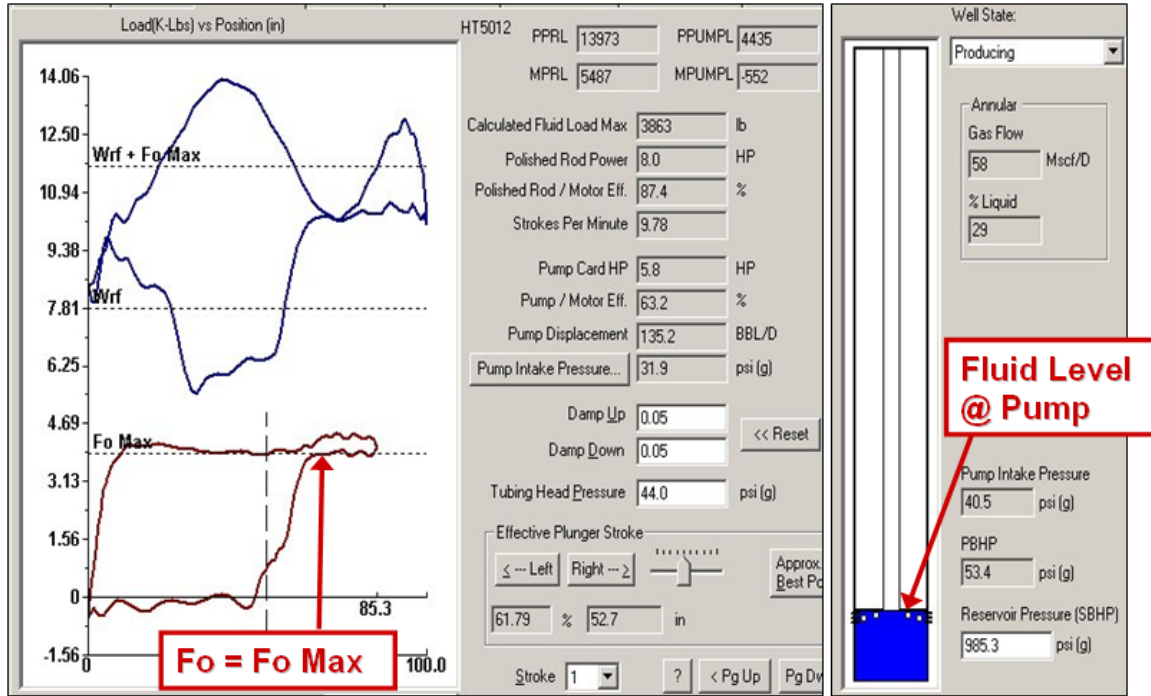 Load(K-Lbs) vs Position (in)
14.06
12.50
Wrf + Fo Max
10.94
9.38
Wrf
7.81
6.25
4.69
Fo Max
3.13
1.56
0
85.3
-1.56
0
100.0
Fo = Fo Max
HT5012
PPRL 13973 PPUMPL 4435
MPRL 5487 MPUMPL -552
Calculated Fluid Load Max 3863 lb
Polished Rod Power 8.0 HP
Polished Rod / Motor Eff. 87.4 %
Strokes Per Minute 9.78
Pump Card HP 5.8 HP
Pump / Motor Eff. 63.2 %
Pump Displacement 135.2 BBL/D
Pump Intake Pressure... 31.9 psi (g)
Damp Up 0.05
<< Reset
Damp Down 0.05
Tubing Head Pressure 44.0 psi (g)
Effective Plunger Stroke
< --- Left Right --- >
Approx.
Best Po
61.79 % 52.7 in
Stroke 1 ? < Pg Up Pg Dw
Well State:
Producing
Annular
Gas Flow
58 Mscf/D
% Liquid
29
Fluid Level
@ Pump
Pump Intake Pressure
40.5 psi (g)
PBHP
53.4 psi (g)
Reservoir Pressure (SBHP)
985.3 psi (g)